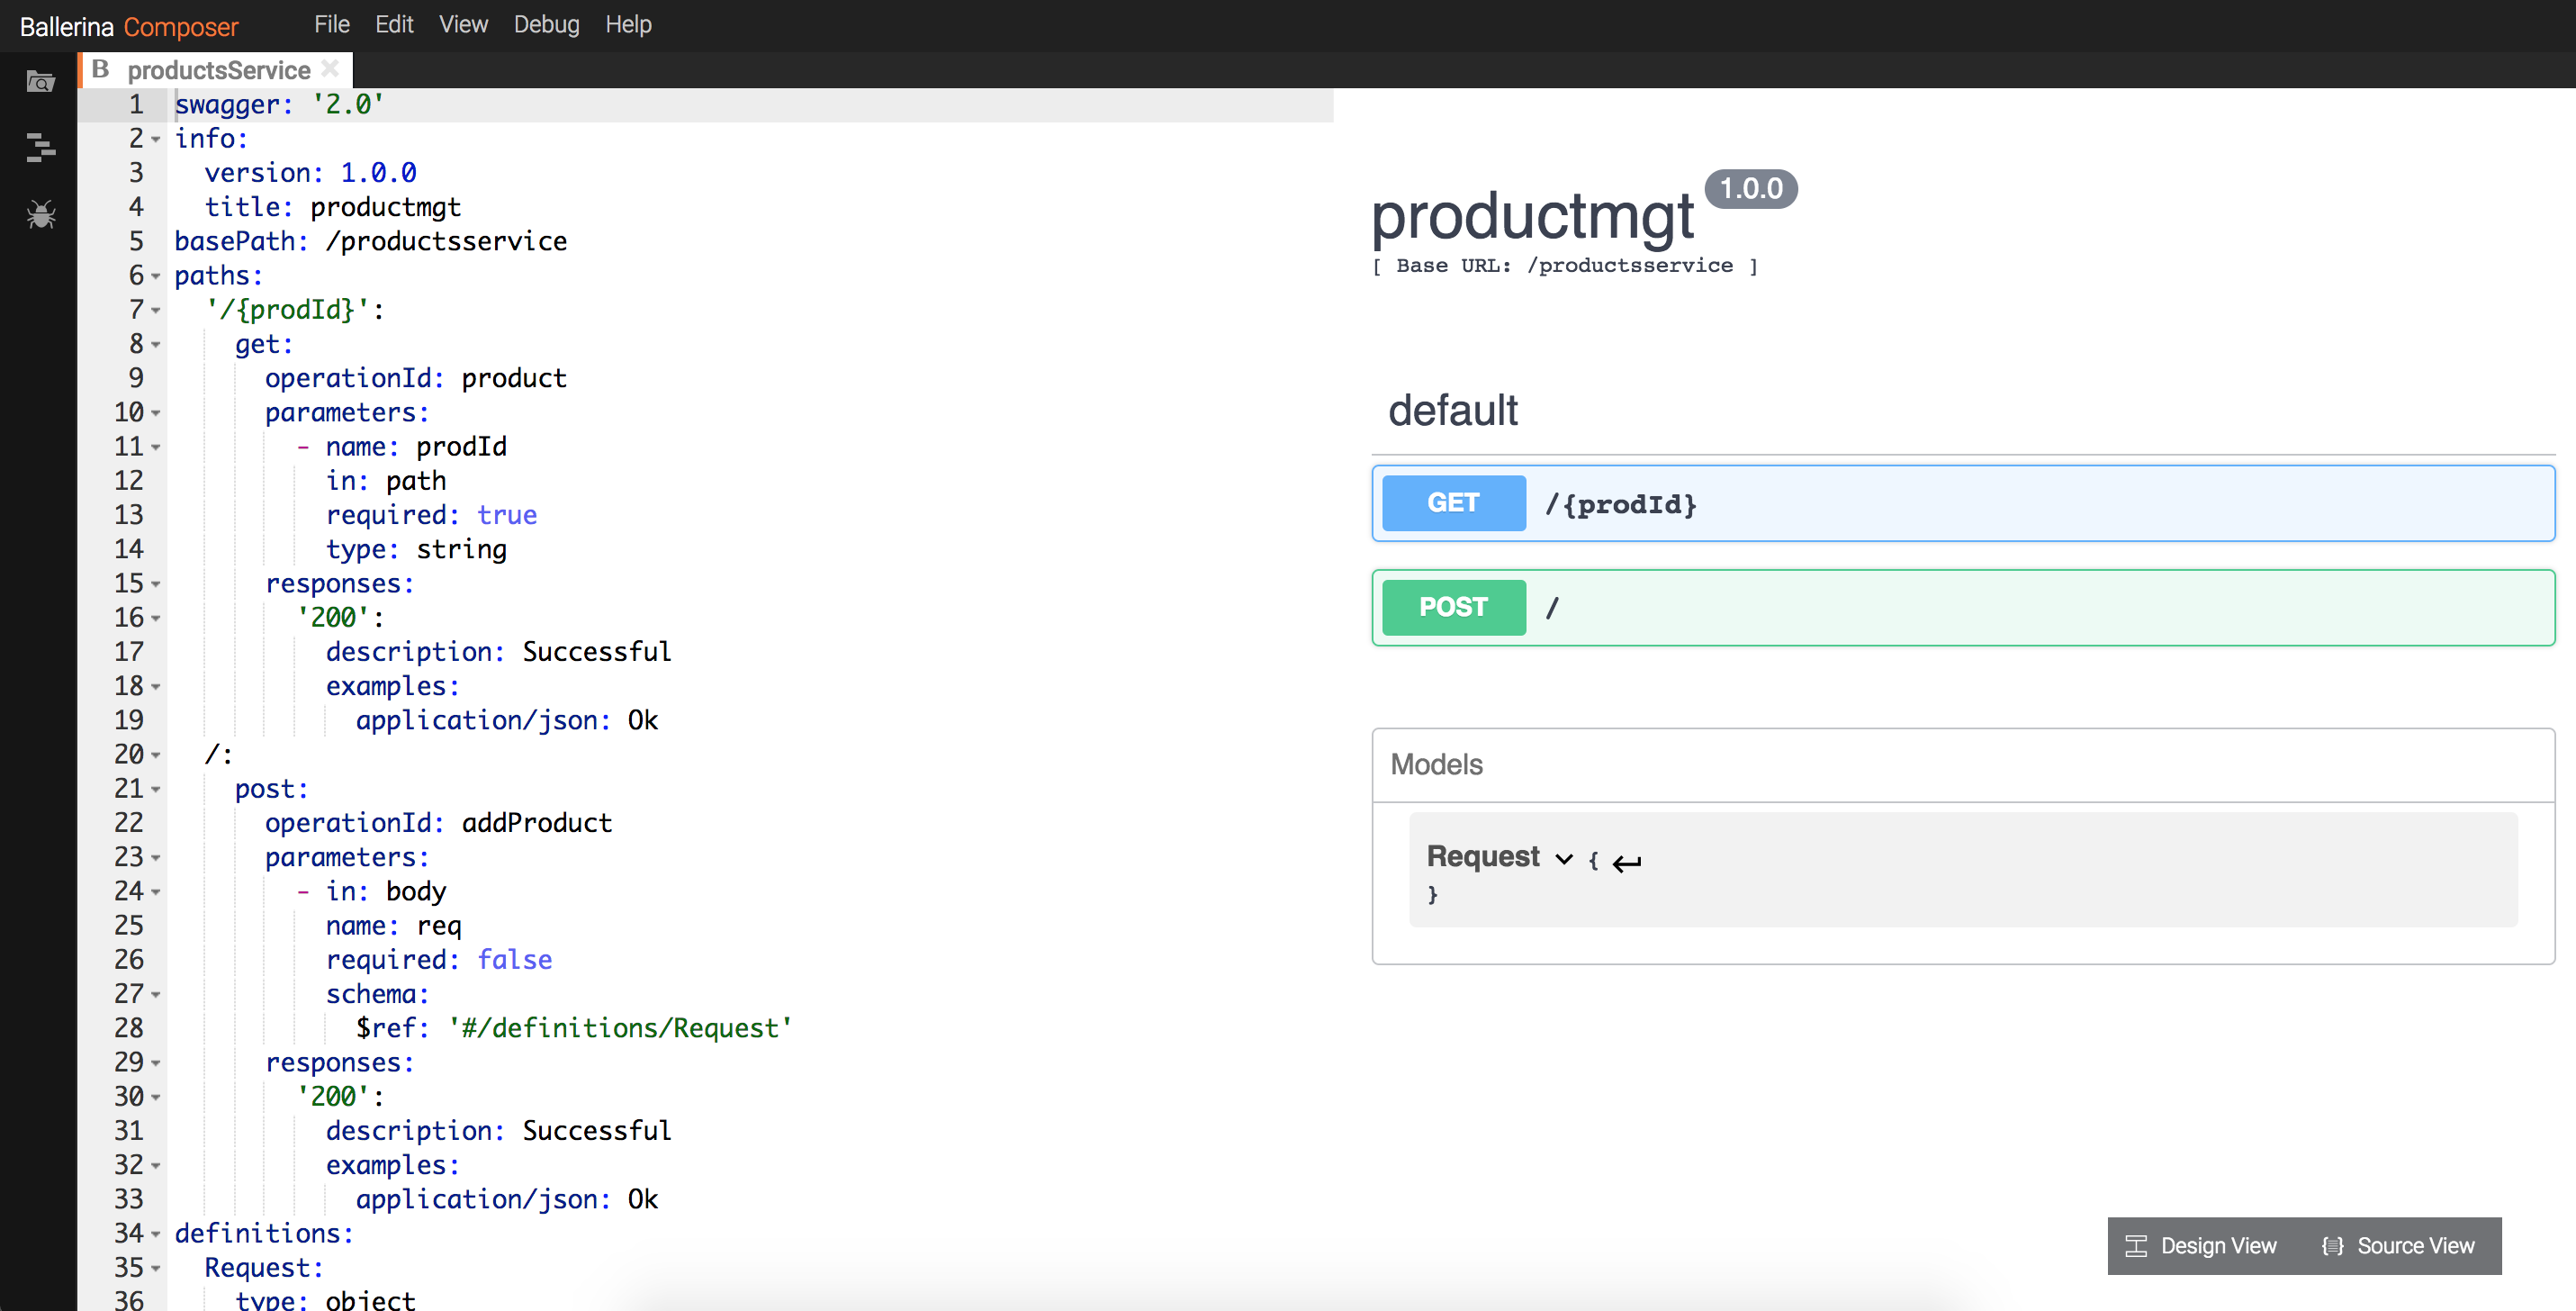 Ballerina Composer File Edit View Debug Help
B productsService
1 swagger: '2.0'
2 info:
3 version: 1.0.0
4 title: productmgt
5 basePath: /productsservice
6 paths:
7 '/{prodId}':
8 get:
9 operationId: product
10 parameters:
11 - name: prodId
12 in: path
13 required: true
14 type: string
15 responses:
16 '200':
17 description: Successful
18 examples:
19 application/json: Ok
20 /:
21 post:
22 operationId: addProduct
23 parameters:
24 - in: body
25 name: req
26 required: false
27 schema:
28 $ref: '#/definitions/Request'
29 responses:
30 '200':
31 description: Successful
32 examples:
33 application/json: Ok
34 definitions:
35 Request:
36 type: object
productmgt 1.0.0
[ Base URL: /productsservice ]
default
GET /{prodId}
POST /
Models
Request {
}
Design View Source View